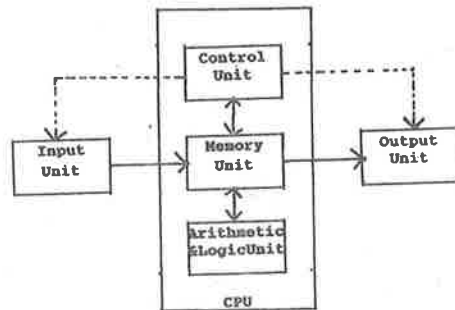 Control
Unit
Input
Unit
Memory
Unit
Output
Unit
Arithmetic
&LogicUnit
CPU